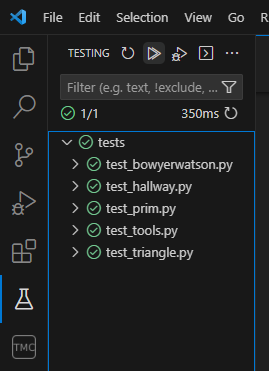 File Edit Selection View Go R
TESTING
Filter (e.g. text, !exclude, ...
1/1 350ms
tests
test_bowyerwatson.py
test_hallway.py
test_prim.py
test_tools.py
test_triangle.py
TMC